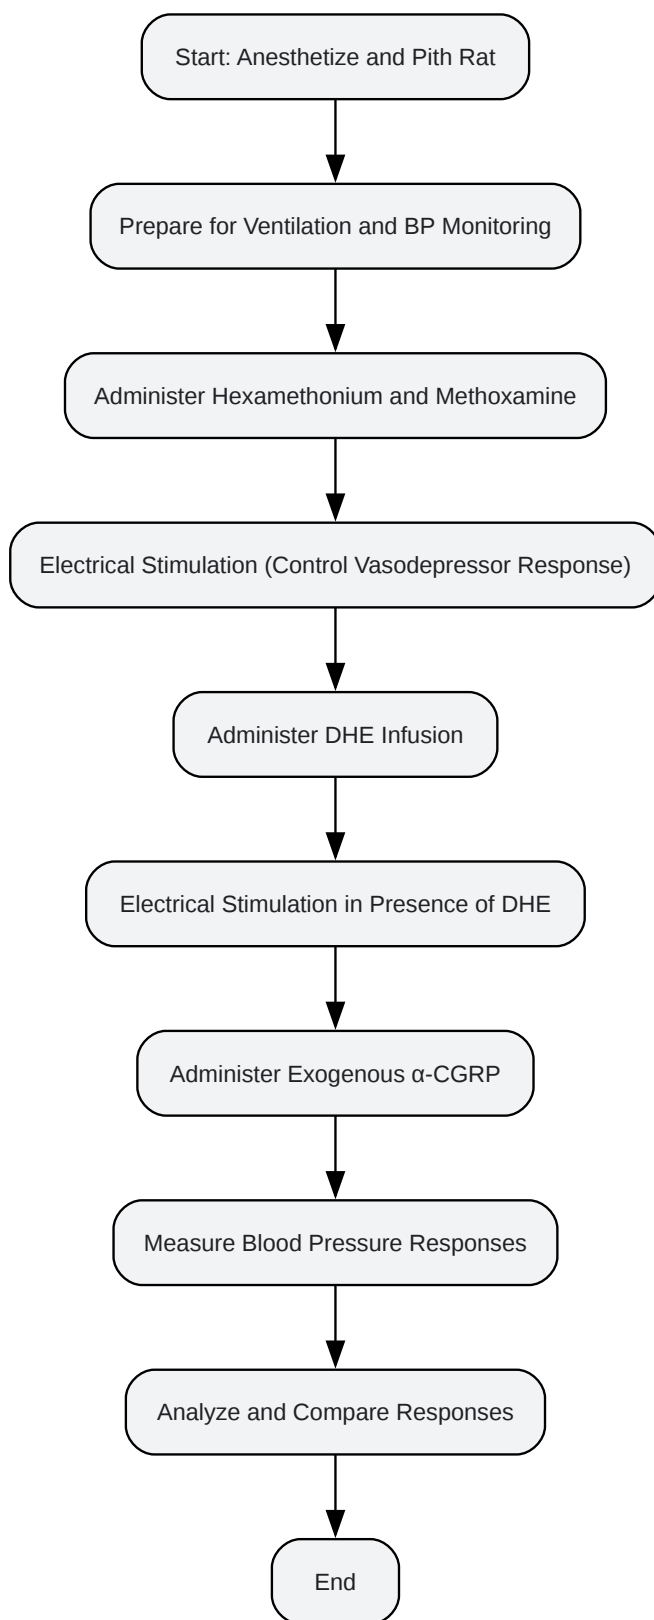 Start: Anesthetize and Pith Rat
Prepare for Ventilation and BP Monitoring
Administer Hexamethonium and Methoxamine
Electrical Stimulation (Control Vasodepressor Response)
Administer DHE Infusion
Electrical Stimulation in Presence of DHE
Administer Exogenous α-CGRP
Measure Blood Pressure Responses
Analyze and Compare Responses
End